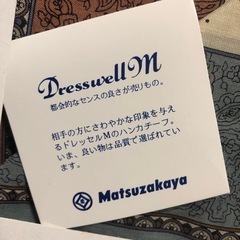 Dresswell M
都会的なセンスの良さが売りもの。
相手の方にさわやかな印象を与え
るドレッセルMのハンカチーフ。
いま、良い物は品質で選ばれてい
ます。
Matsuzakaya